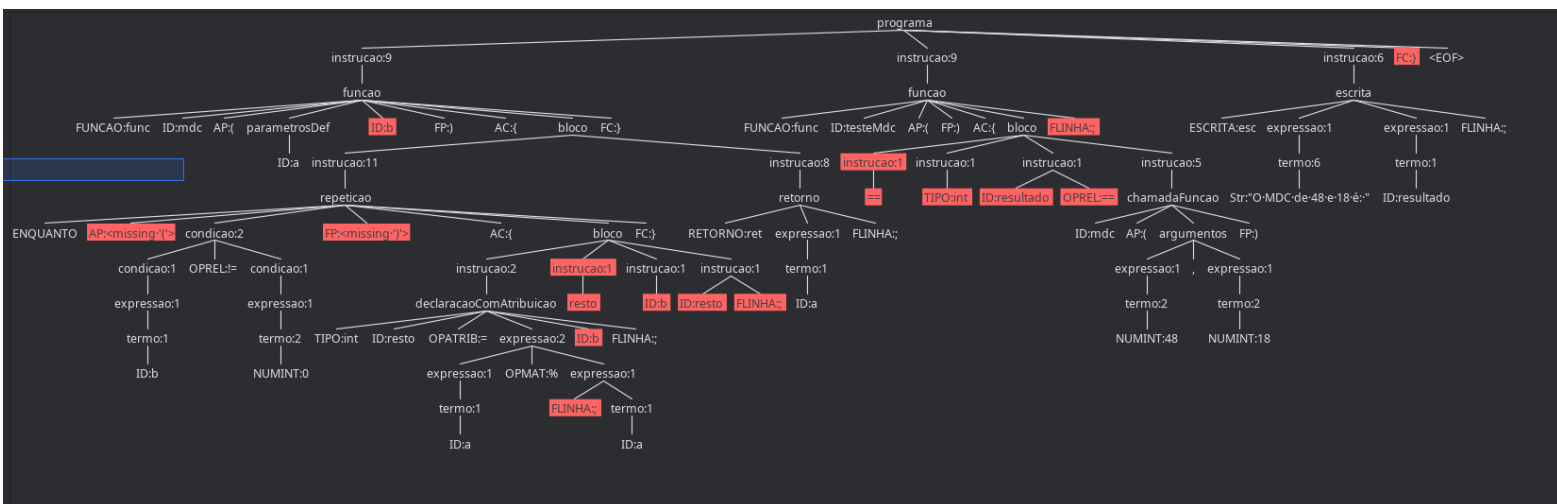 programa
instrucao:9 instrucao:9 instrucao:6 FC:} <EOF>
funcao funcao escrita
FUNCAO:func ID:mdc AP:( parametrosDef ID:b FP:) AC:{ bloco FC:} FUNCAO:func ID:testeMdc AP:( FP:) AC:{ bloco FLINHA:; ESCRITA:esc expressao:1 expressao:1 FLINHA:;
ID:a instrucao:11 instrucao:8 instrucao:1 instrucao:1 instrucao:1 instrucao:5 termo:6 termo:1
repeticao retorno == TIPO:int ID:resultado OPREL:== chamadaFuncao Str:"O·MDC·de·48·e·18·é:·" ID:resultado
ENQUANTO AP:<missing·'('> condicao:2 FP:<missing·')'> AC:{ bloco FC:} RETORNO:ret expressao:1 FLINHA:; ID:mdc AP:( argumentos FP:)
condicao:1 OPREL:!= condicao:1 instrucao:2 instrucao:1 instrucao:1 instrucao:1 termo:1 expressao:1 , expressao:1
expressao:1 expressao:1 declaracaoComAtribuicao resto ID:b ID:resto FLINHA:; ID:a termo:2 termo:2
termo:1 termo:2 TIPO:int ID:resto OPATRIB:= expressao:2 ID:b FLINHA:; NUMINT:48 NUMINT:18
ID:b NUMINT:0 expressao:1 OPMAT:% expressao:1
termo:1 FLINHA:; termo:1
ID:a ID:a